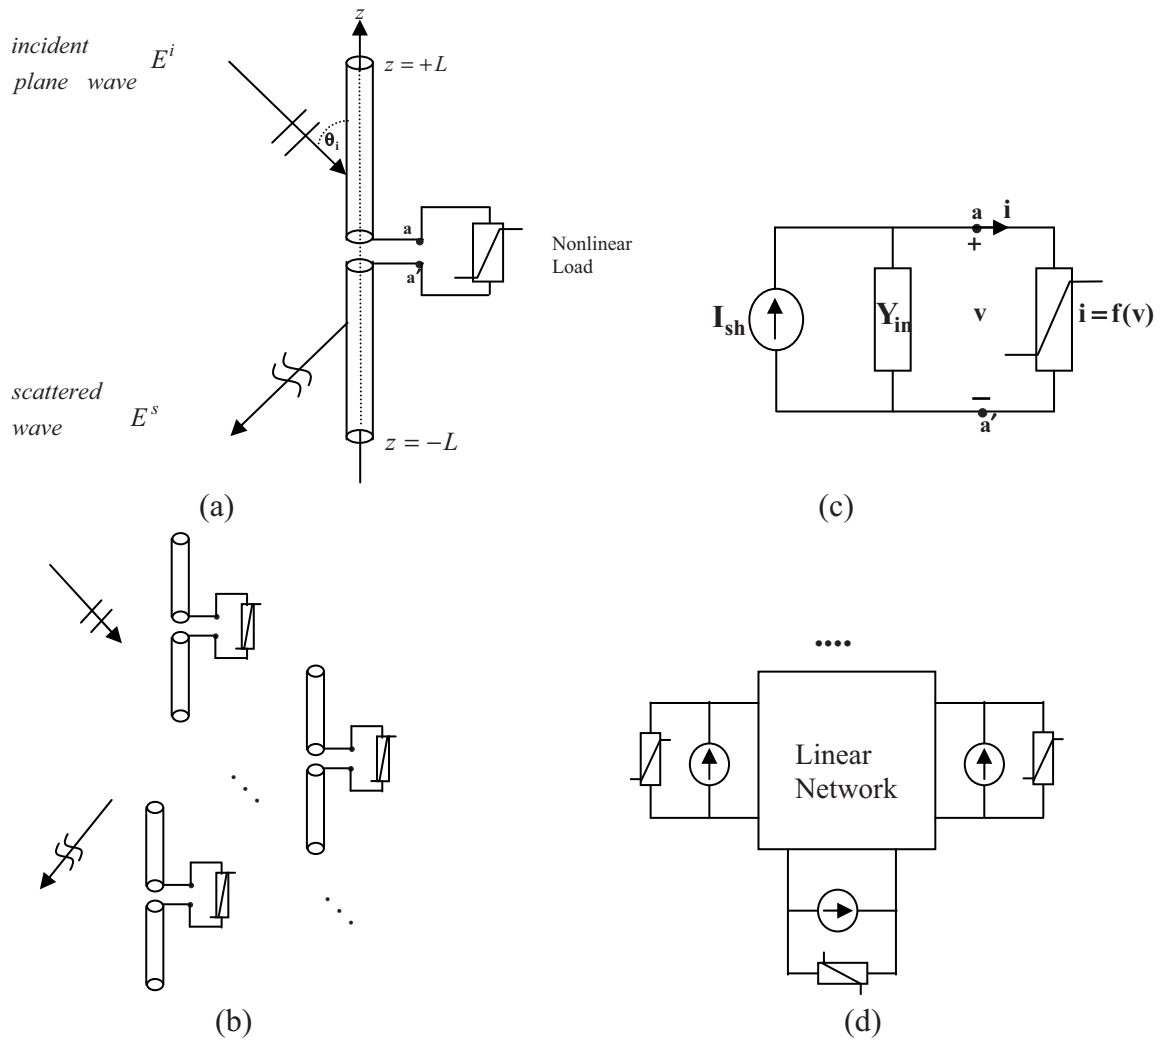 z
incident
plane wave E^i
z = +L
θ_i
a
a′
Nonlinear
Load
scattered
wave E^s
z = −L
(a)
a i
+
I_sh
Y_in
v
i = f(v)
−
a′
(c)
(b)
....
Linear
Network
(d)